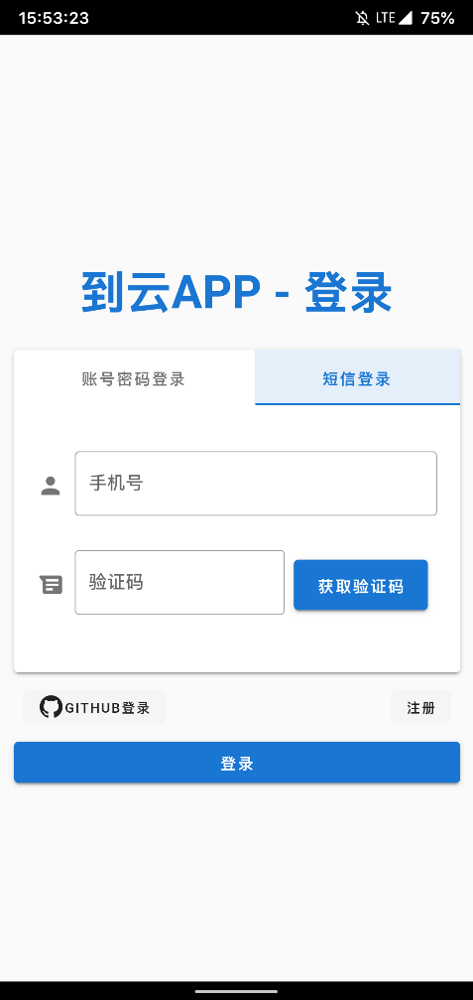 15:53:23 LTE 75%
到云APP - 登录
账号密码登录 短信登录
手机号
验证码 获取验证码
GITHUB登录 注册
登录